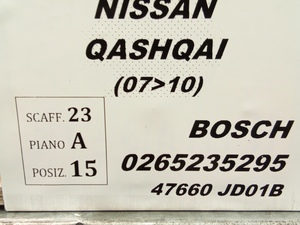 NISSAN
QASHQAI
(07>10)
SCAFF. 23
PIANO A
POSIZ. 15
BOSCH
0265235295
47660 JD01B